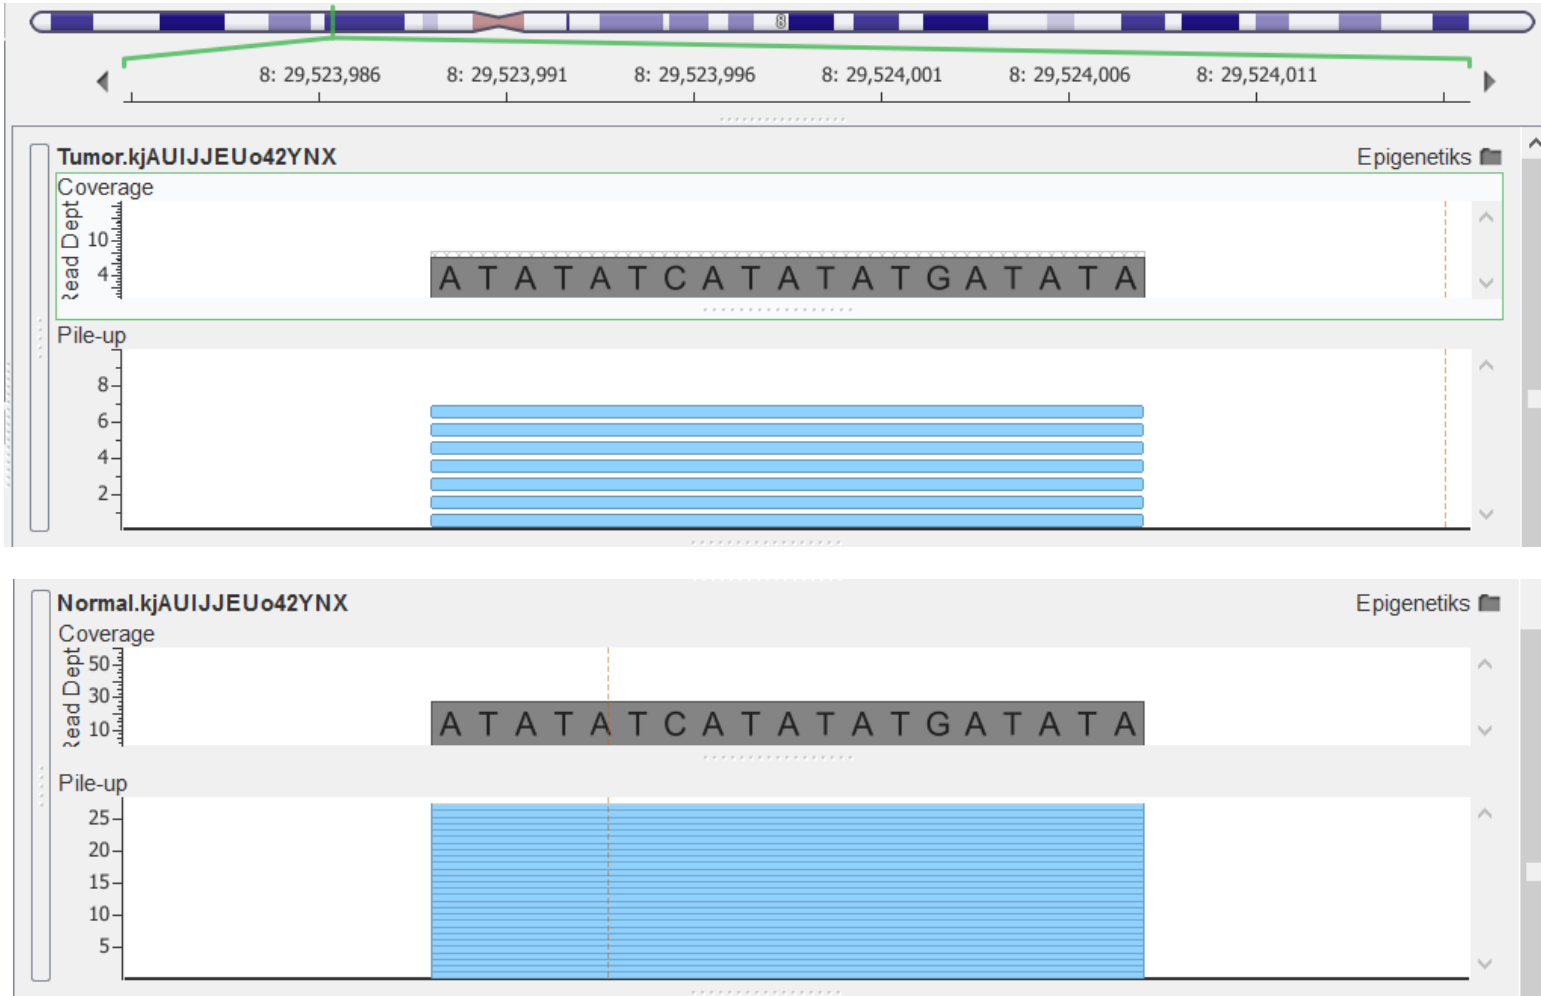 8
8: 29,523,986 8: 29,523,991 8: 29,523,996 8: 29,524,001 8: 29,524,006 8: 29,524,011
Tumor.kjAUIJJEUo42YNX Epigenetiks
Coverage
Read Dept
10
4
ATATATCATATATGATATA
Pile-up
8
6
4
2
Normal.kjAUIJJEUo42YNX Epigenetiks
Coverage
Read Dept
50
30
10
ATATATCATATATGATATA
Pile-up
25
20
15
10
5